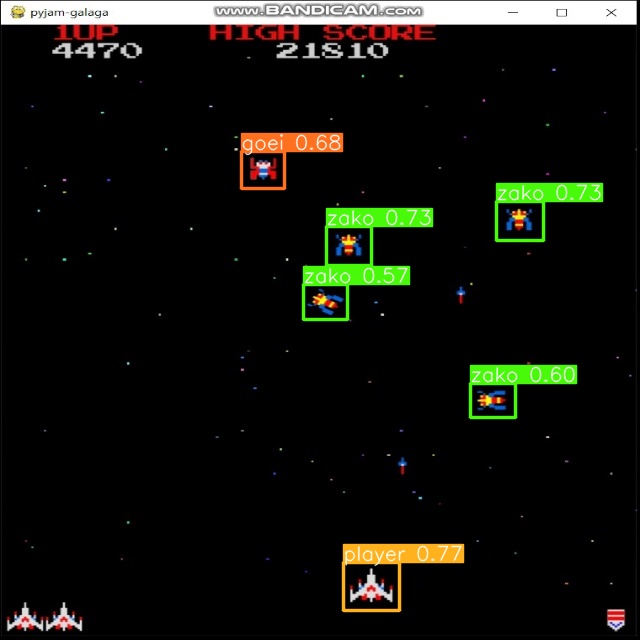 pyjam-galaga
www.BANDICAM.com
1UP HIGH SCORE
4470 21810
goei 0.68
zako 0.73
zako 0.73
zako 0.57
zako 0.60
player 0.77